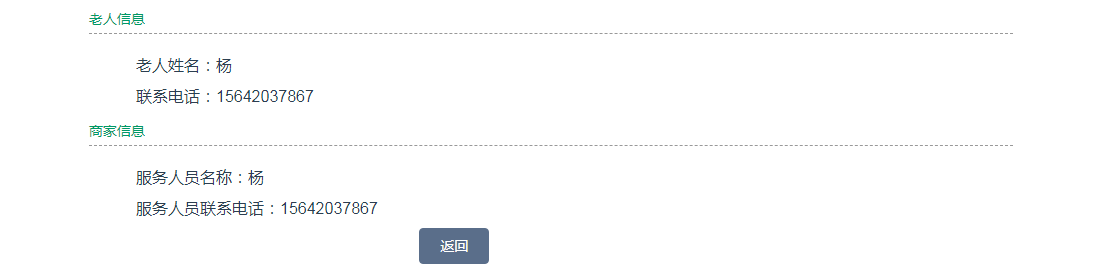 老人信息
老人姓名：杨
联系电话：15642037867
商家信息
服务人员名称：杨
服务人员联系电话：15642037867
返回